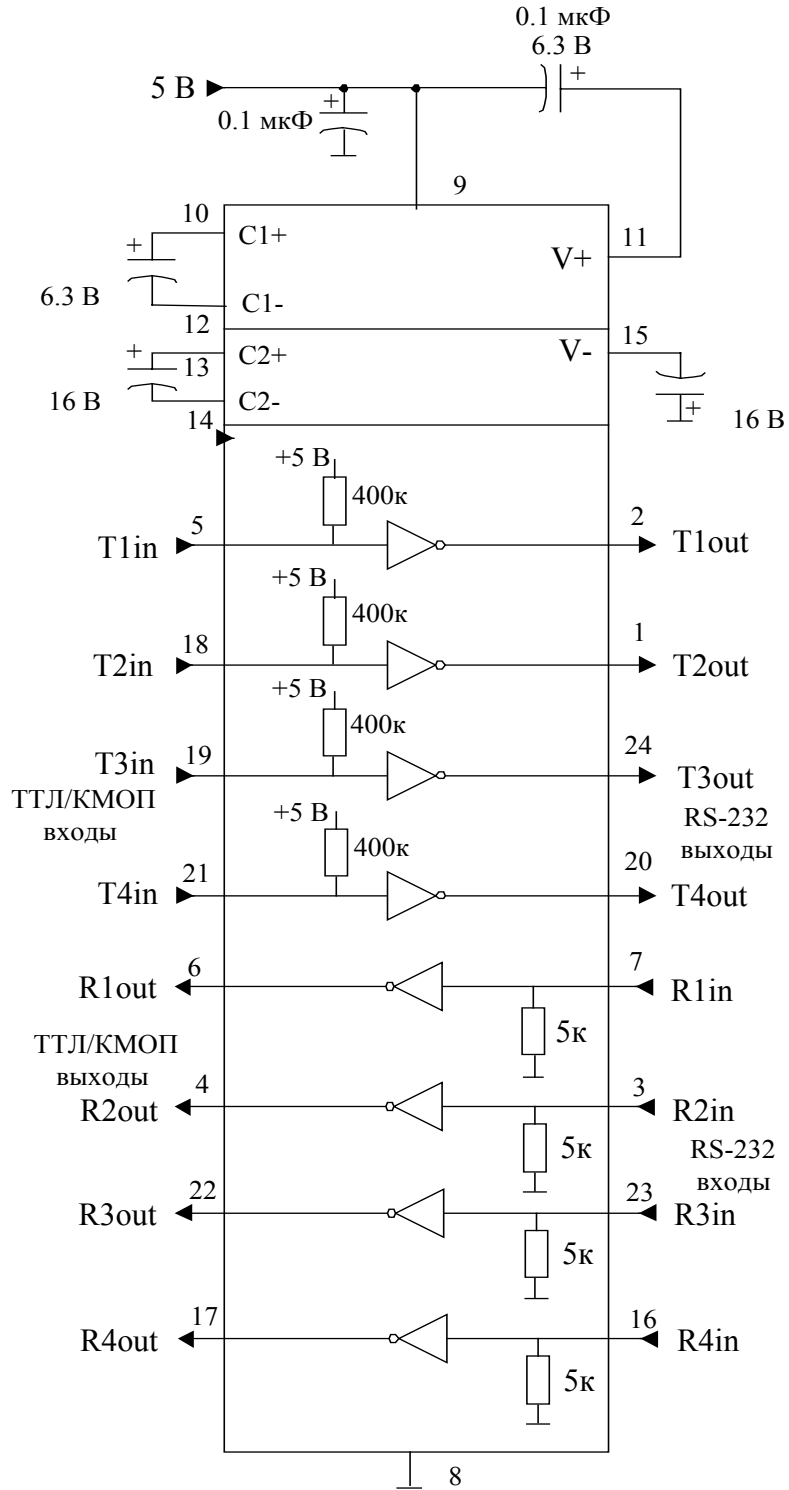 0.1 мкФ
6.3 В
+
5 В
+
0.1 мкФ
9
10
C1+
11
+
V+
6.3 В
C1-
12
15
+
C2+
V-
13
16 В
C2-
+
16 В
14
+5 В
400к
5
2
T1in
T1out
+5 В
400к
18
1
T2in
T2out
+5 В
400к
19
24
T3in
T3out
ТТЛ/КМОП
входы
RS-232
выходы
+5 В
400к
21
20
T4in
T4out
6
7
R1out
R1in
5к
ТТЛ/КМОП
выходы
4
3
R2out
R2in
5к
RS-232
входы
22
23
R3out
R3in
5к
17
16
R4out
R4in
5к
8